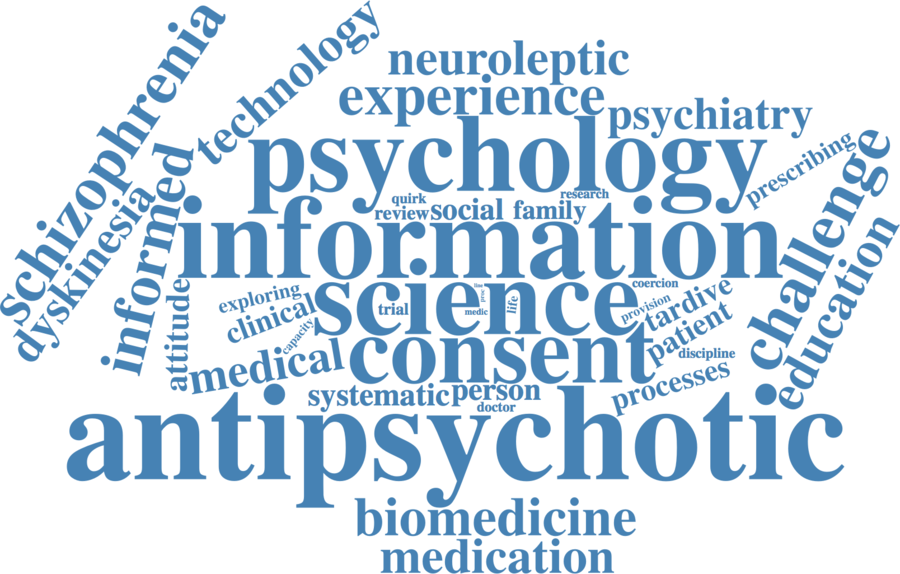 schizophrenia
technology
neuroleptic
experience
psychiatry
psychology
prescribing
challenge
informed
dyskinesia
quirk
research
review
social
family
information
education
attitude
exploring
clinical
capacity
science
trial
line
medic
life
coercion
provision
tardive
patient
discipline
medical
consent
systematic
person
processes
doctor
antipsychotic
biomedicine
medication